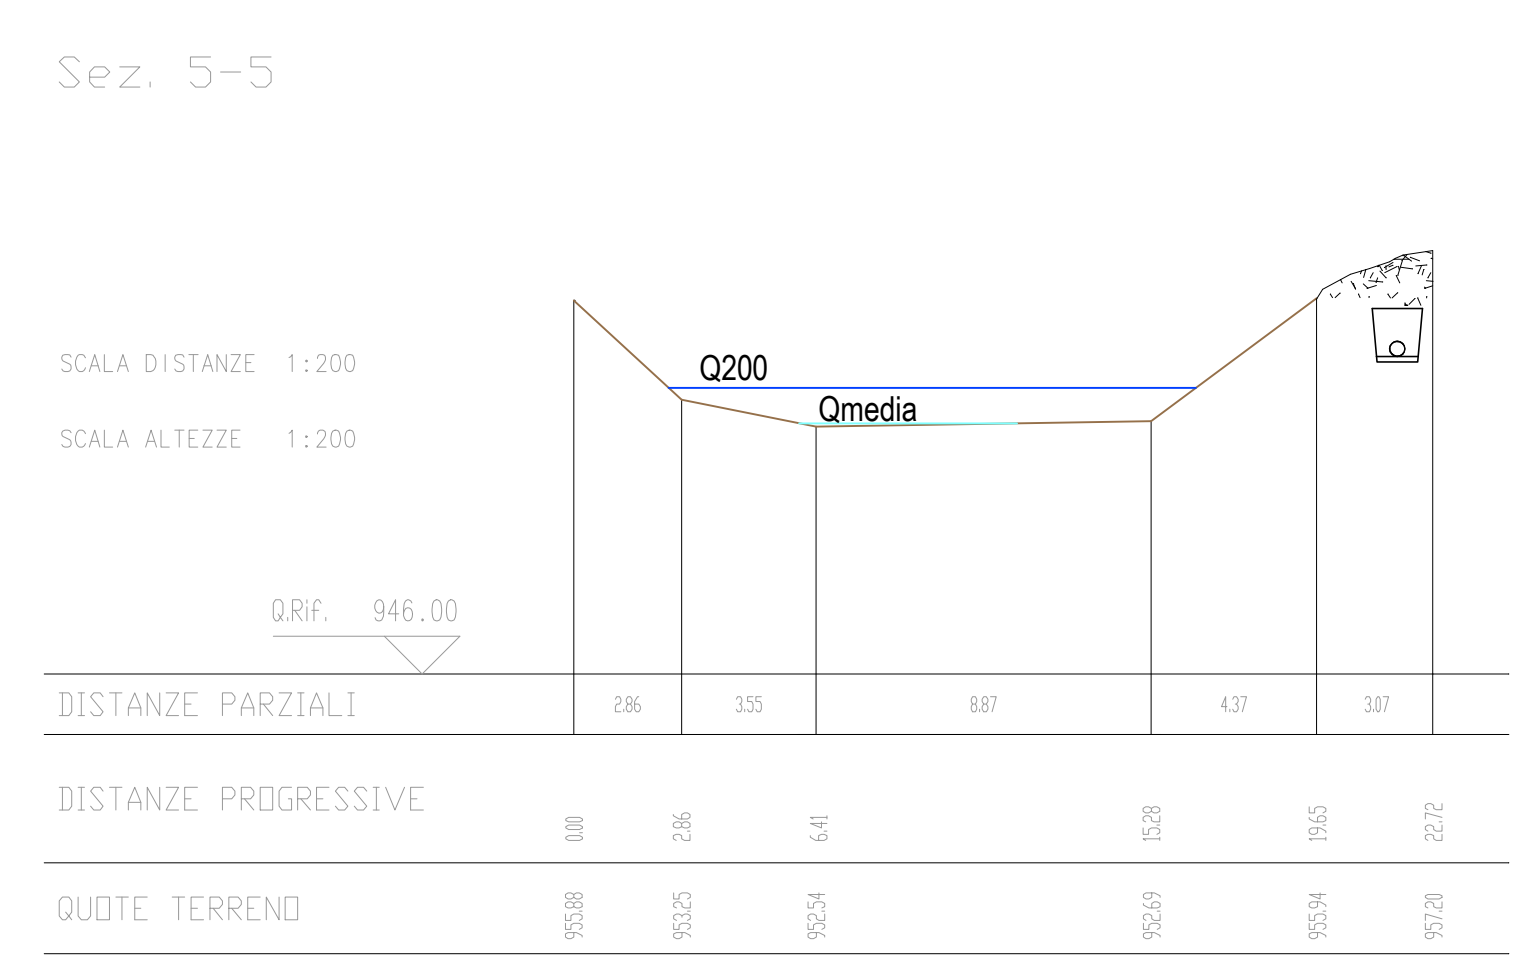 Sez. 5-5
Q200
SCALA DISTANZE 1:200
Qmedia
SCALA ALTEZZE 1:200
Q.Rif. 946.00
DISTANZE PARZIALI 2.86 3.55 8.87 4.37 3.07
DISTANZE PROGRESSIVE 0.00 2.86 6.41 15.28 19.65 22.72
QUOTE TERRENO 955.88 953.25 952.54 952.69 955.94 957.20